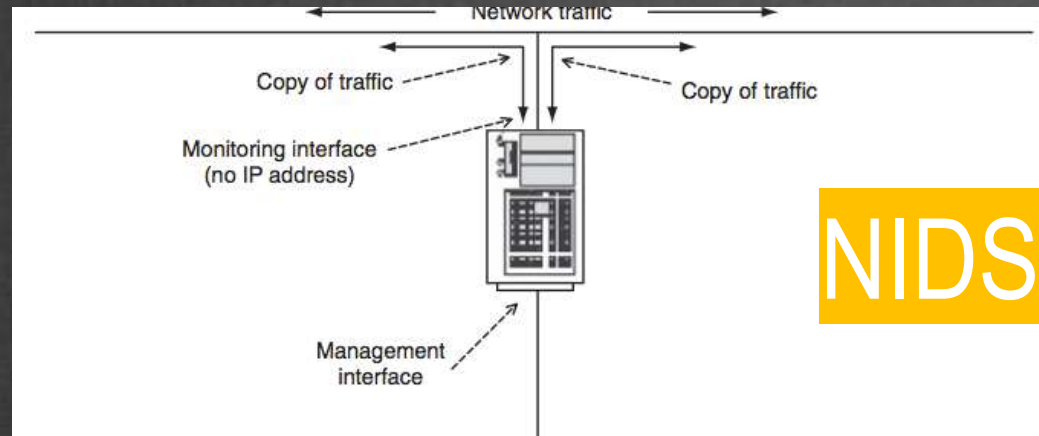 Network traffic
Copy of traffic
Copy of traffic
Monitoring interface
(no IP address)
NIDS
Management
interface